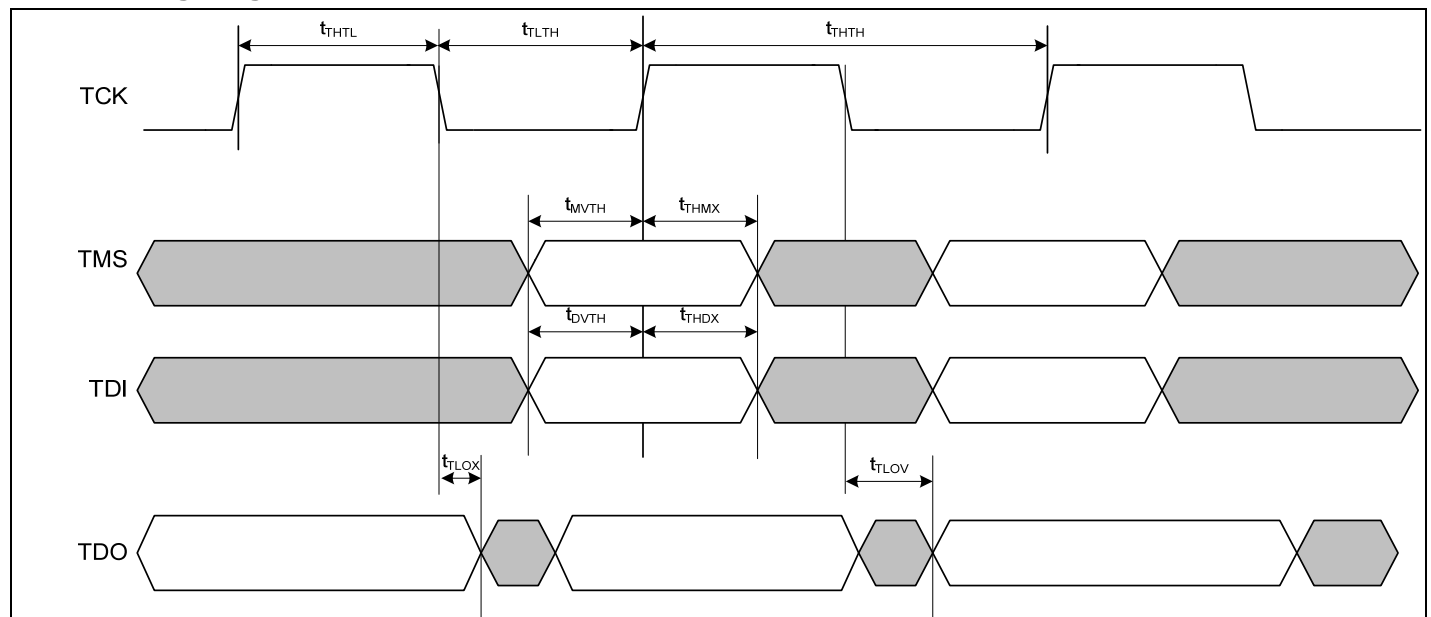 tTHTL tTLTH tTHTH
TCK
tMVTH tTHMX
TMS
tDVTH tTHDX
TDI
tTLOX tTLOV
TDO